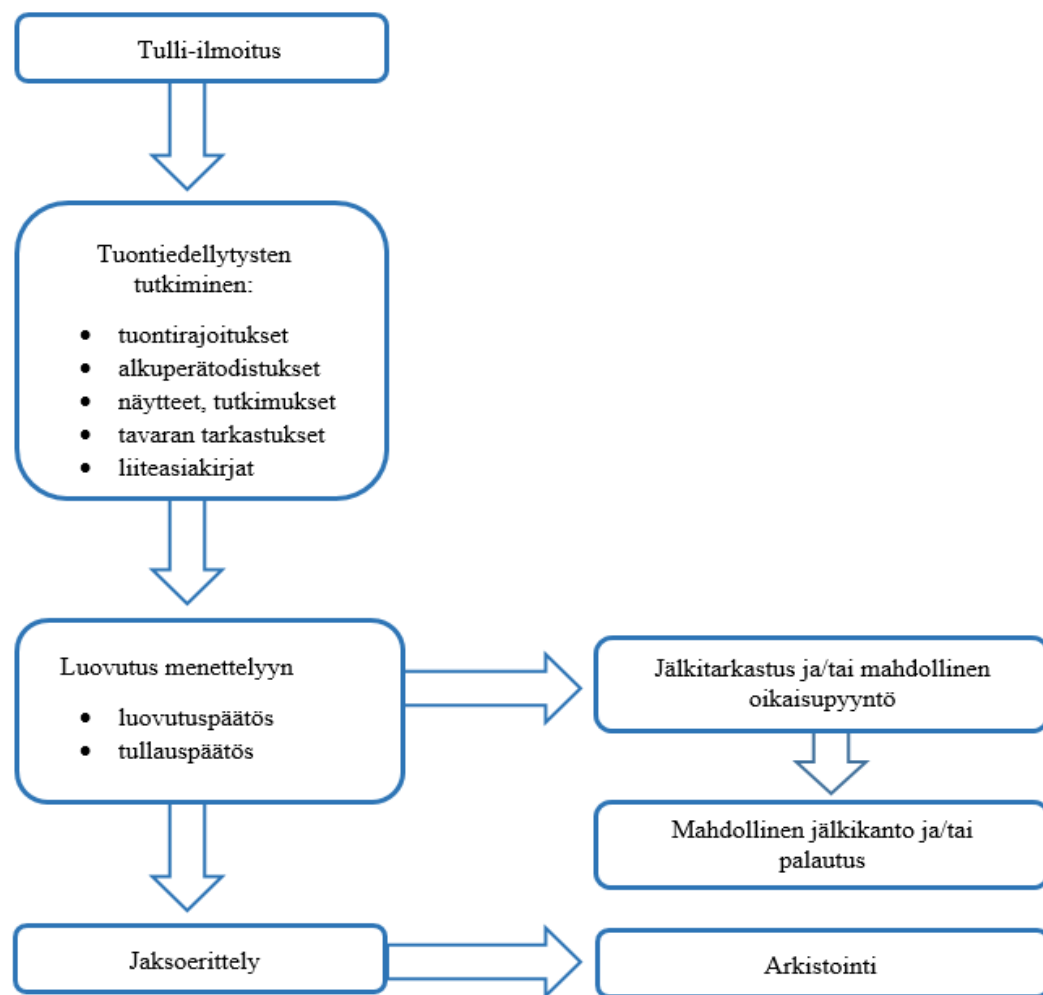 Tulli-ilmoitus
Tuontiedellytysten
tutkiminen:
• tuontirajoitukset
• alkuperätodistukset
• näytteet, tutkimukset
• tavaran tarkastukset
• liiteasiakirjat
Luovutus menettelyyn
• luovutuspäätös
• tullauspäätös
Jälkitarkastus ja/tai mahdollinen
oikaisupyyntö
Mahdollinen jälkikanto ja/tai
palautus
Jaksoerittely
Arkistointi